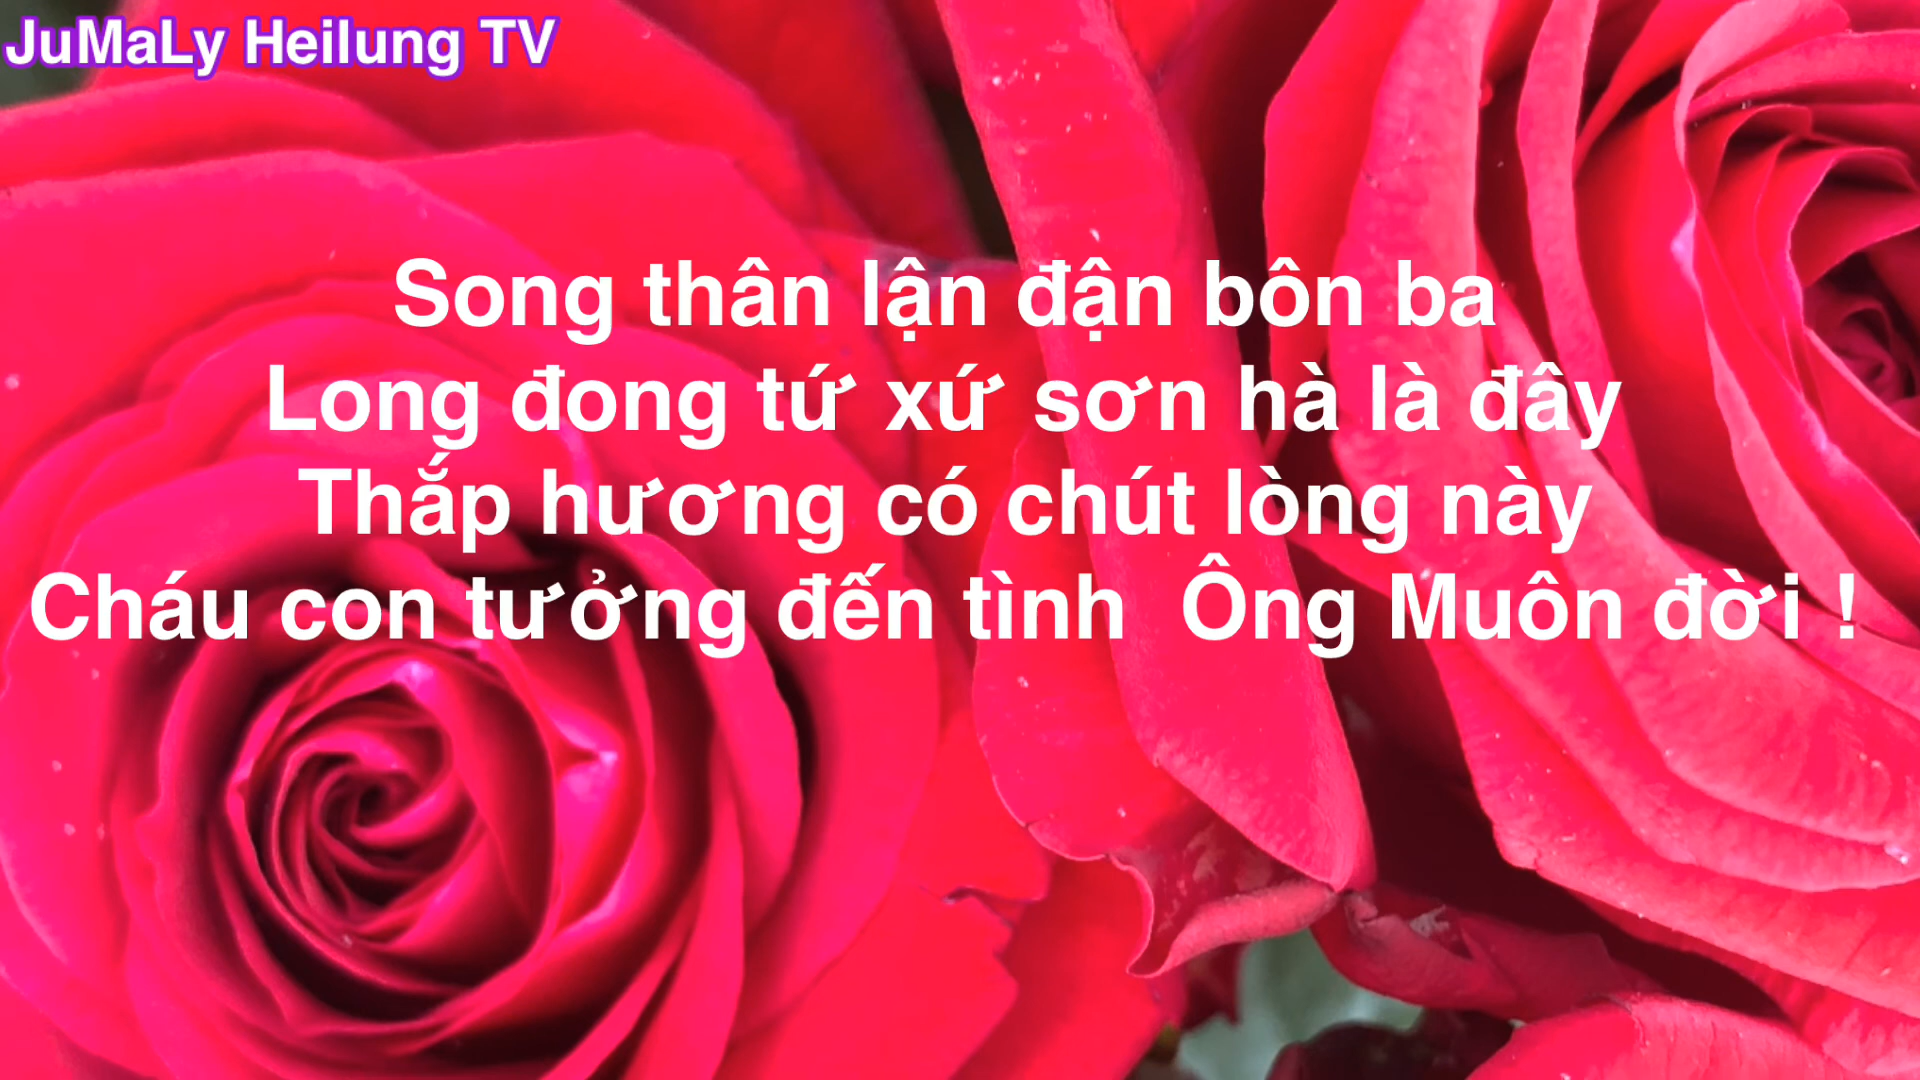 JuMaLy Heilung TV
Song thân lận đận bôn ba
Long đong tứ xứ sơn hà là đây
Thắp hương có chút lòng này
Cháu con tưởng đến tình  Ông Muôn đời !